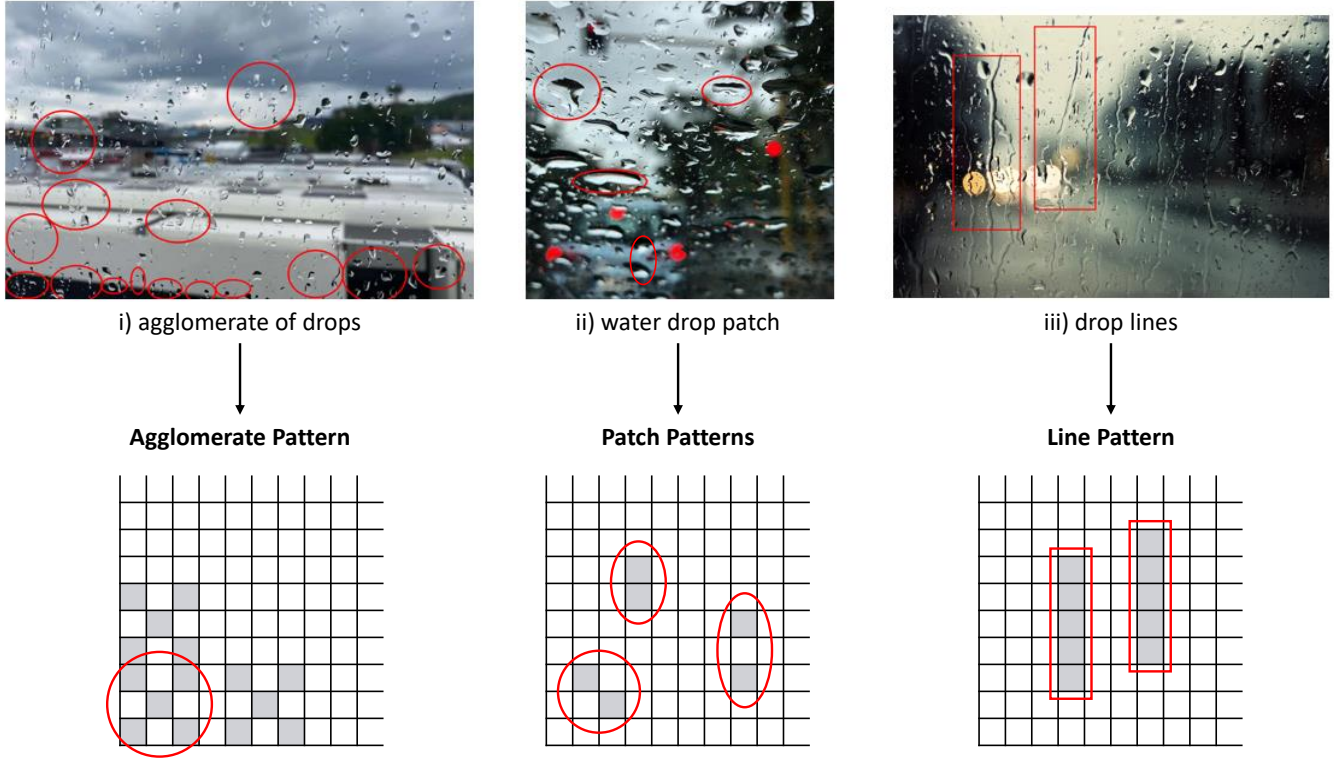 i) agglomerate of drops
ii) water drop patch
iii) drop lines
Agglomerate Pattern
Patch Patterns
Line Pattern